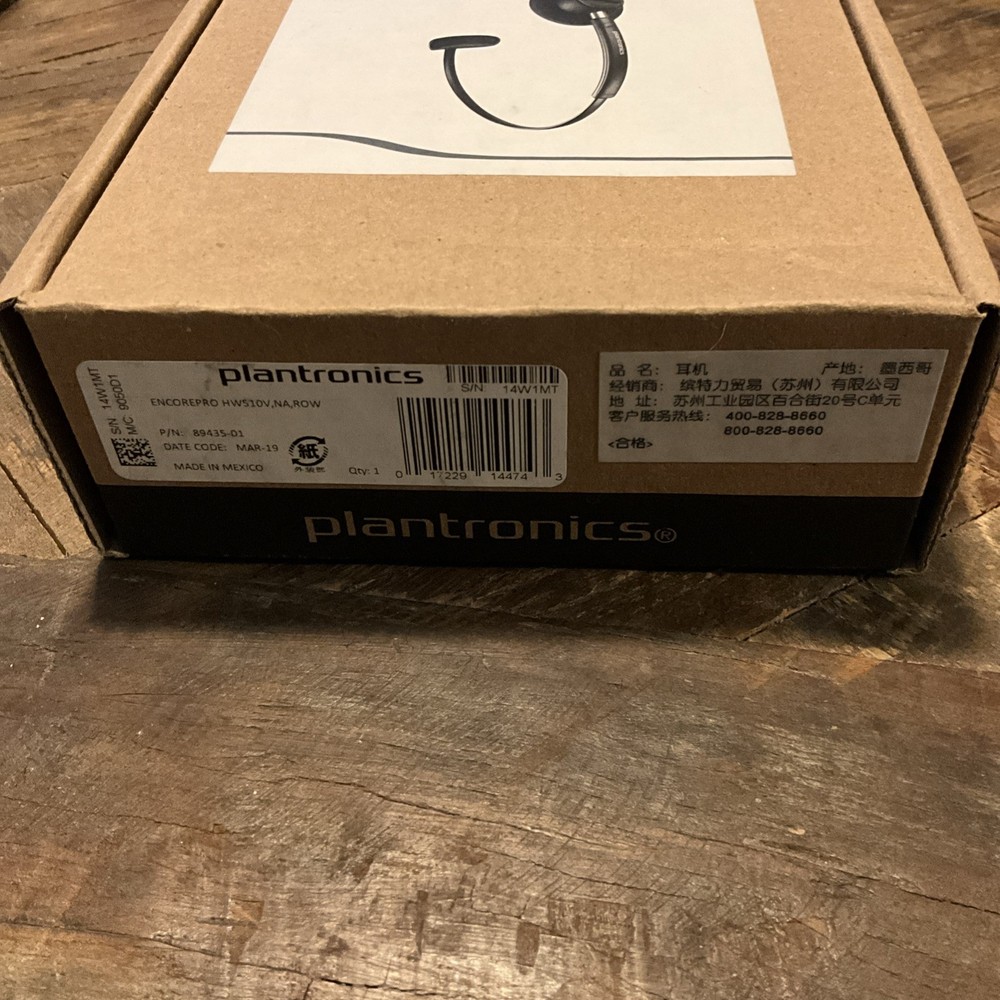 plantronics
S/N 14W1MT
S/N 14W1MT
M/C 9050D1
ENCOREPRO HW510V,NA,ROW
P/N: 89435-01
DATE CODE: MAR-19
MADE IN MEXICO
紙
外装箱
Qty: 1
0 17229 14474 3
品 名: 耳机 产地: 墨西哥
经销商: 缤特力贸易(苏州)有限公司
地 址: 苏州工业园区百合街20号C单元
客户服务热线: 400-828-8660
800-828-8660
<合格>
plantronics®